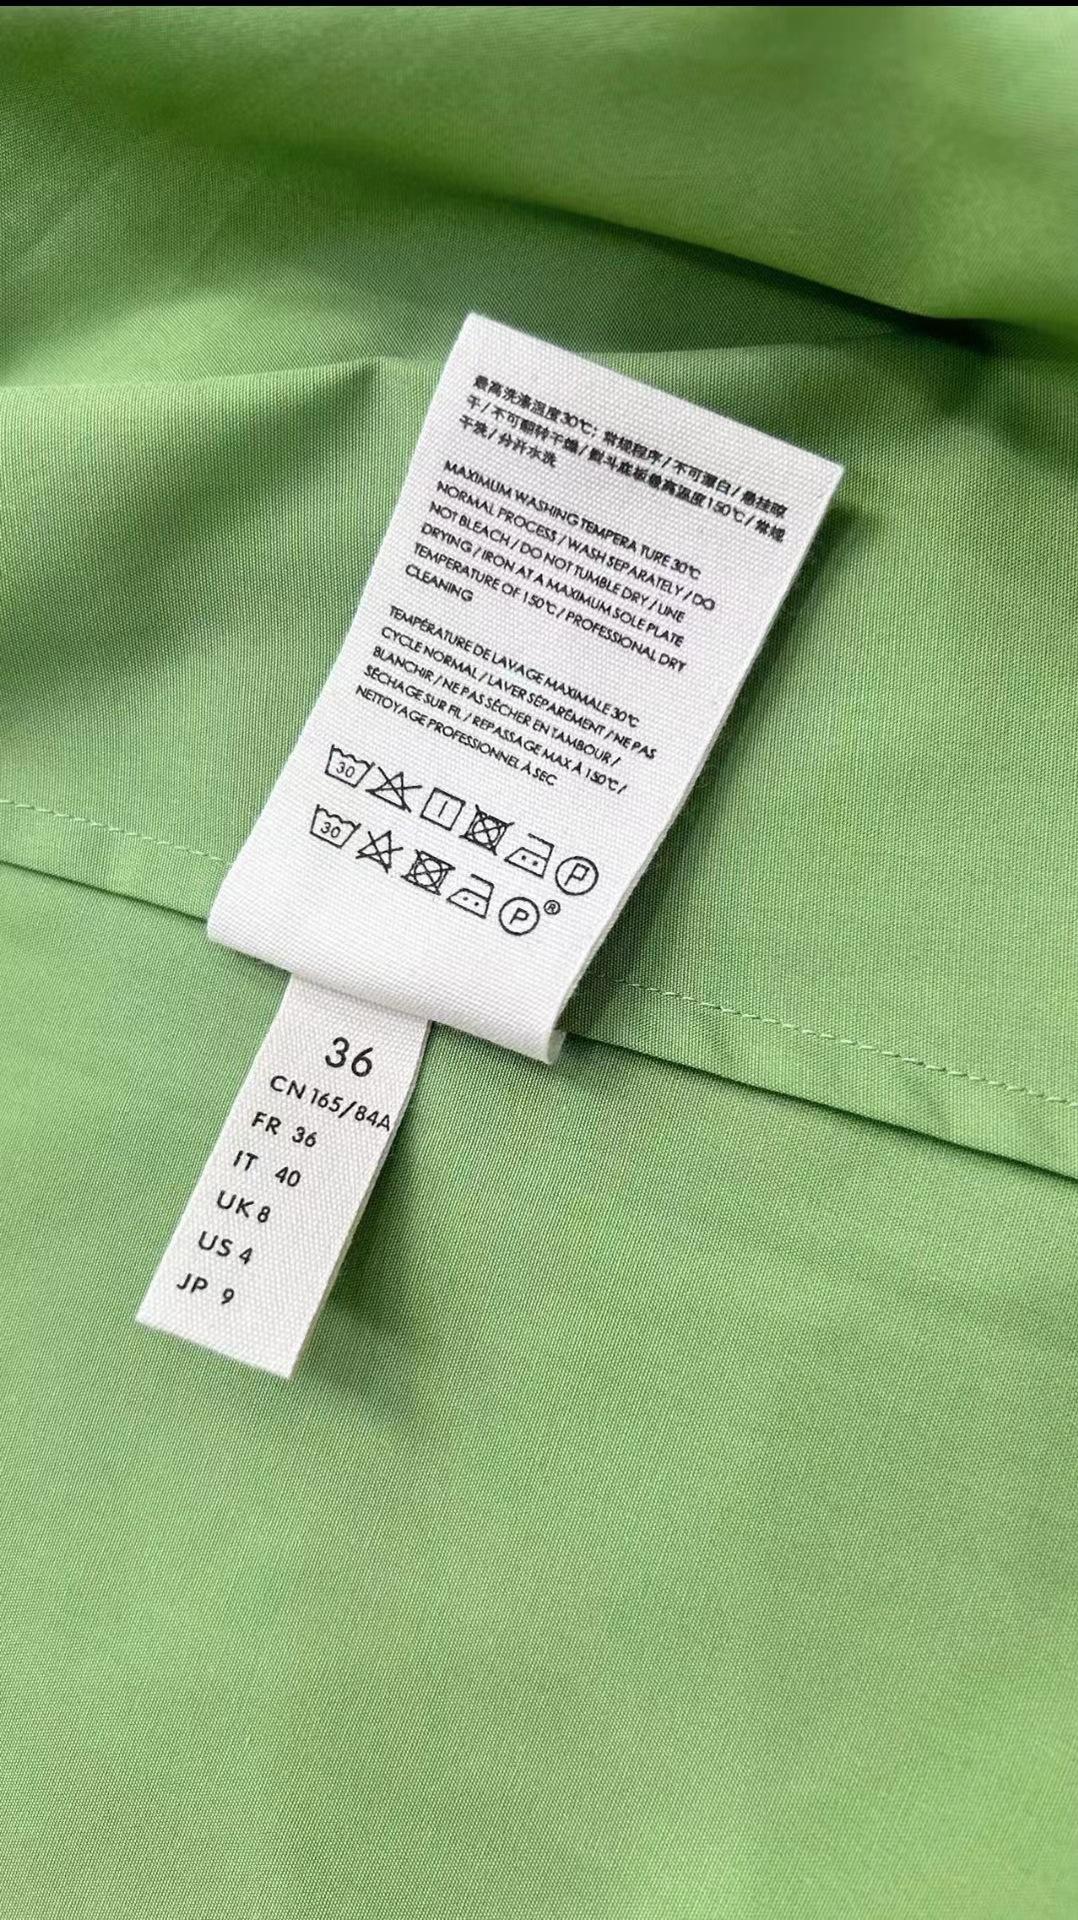 最高洗涤温度30℃; 常规程序/不可漂白/悬挂晾
干/不可翻转干燥/熨斗底板最高温度150℃/常规
干洗/分开水洗
MAXIMUM WASHING TEMPERA TURE 30℃
NORMAL PROCESS / WASH SEPARATELY / DO
NOT BLEACH / DO NOT TUMBLE DRY / LINE
DRYING / IRON AT A MAXIMUM SOLE PLATE
TEMPERATURE OF 150℃ / PROFESSIONAL DRY
CLEANING
TEMPÉRATURE DE LAVAGE MAXIMALE 30℃
CYCLE NORMAL / LAVER SÉPARÉMENT / NE PAS
BLANCHIR / NE PAS SÉCHER EN TAMBOUR /
SÉCHAGE SUR FIL / REPASSAGE MAX À 150℃ /
NETTOYAGE PROFESSIONNEL À SEC
30 P
30 P ®
36
CN 165/84A
FR 36
IT 40
UK 8
US 4
JP 9